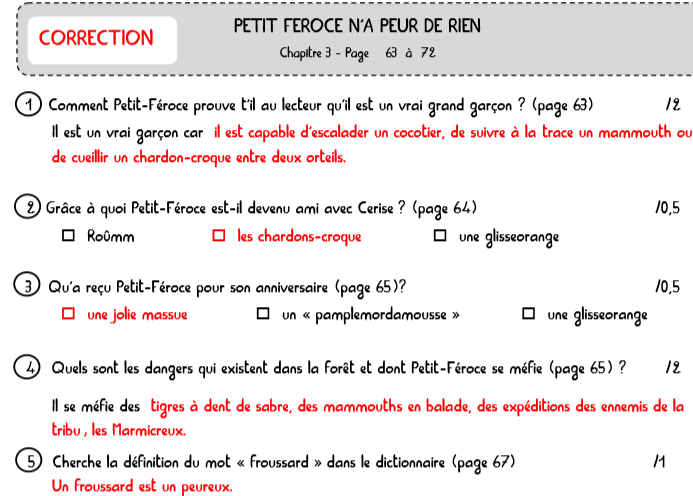 CORRECTION
PETIT FEROCE N'A PEUR DE RIEN
Chapitre 3 - Page 63 à 72
1 Comment Petit-Féroce prouve t'il au lecteur qu'il est un vrai grand garçon ? (page 63) /2
Il est un vrai garçon car il est capable d'escalader un cocotier, de suivre à la trace un mammouth ou
de cueillir un chardon-croque entre deux orteils.
2 Grâce à quoi Petit-Féroce est-il devenu ami avec Cerise ? (page 64) /0,5
☐ Roûmm ☐ les chardons-croque ☐ une glisseorange
3 Qu'a reçu Petit-Féroce pour son anniversaire (page 65)? /0,5
☐ une jolie massue ☐ un « pamplemordamousse » ☐ une glisseorange
4 Quels sont les dangers qui existent dans la forêt et dont Petit-Féroce se méfie (page 65) ? /2
Il se méfie des tigres à dent de sabre, des mammouths en balade, des expéditions des ennemis de la
tribu , les Marmicreux.
5 Cherche la définition du mot « froussard » dans le dictionnaire (page 67) /1
Un froussard est un peureux.